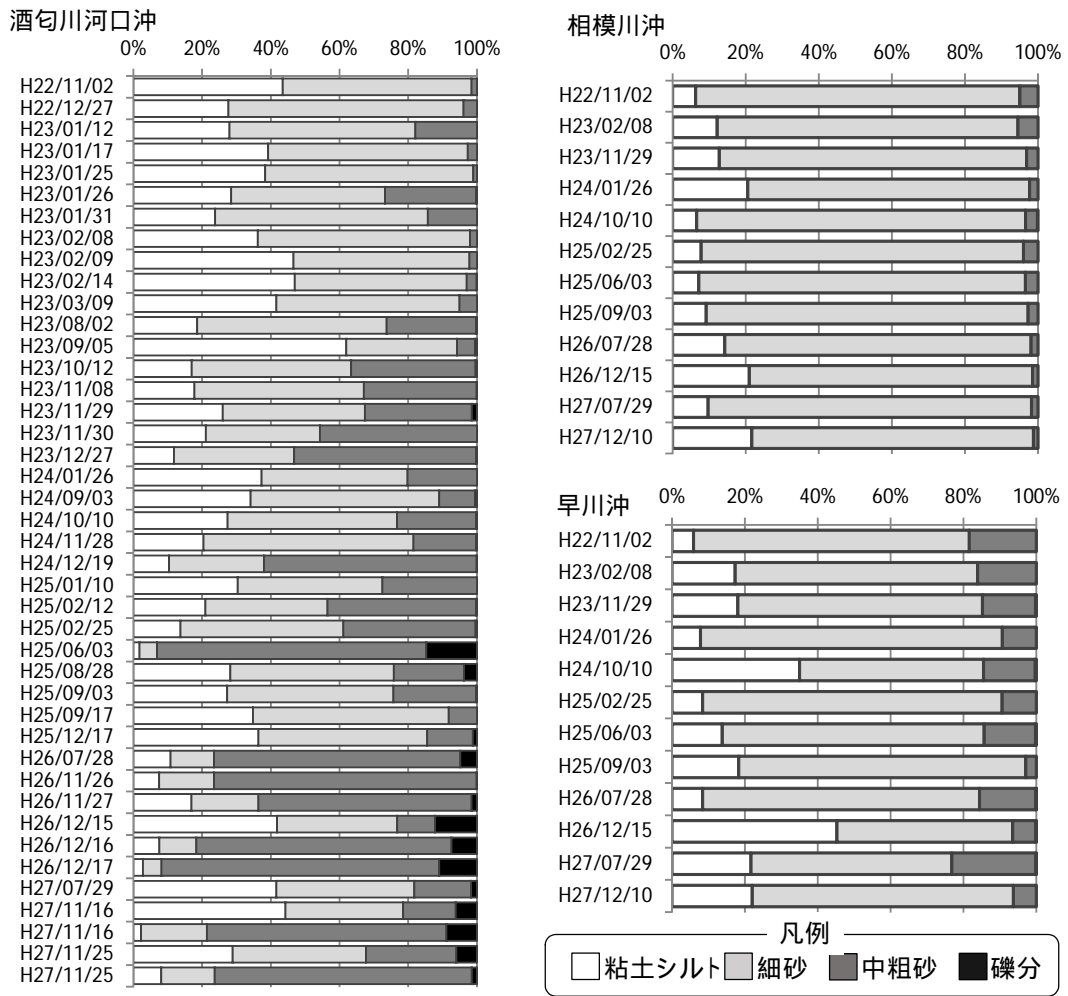 酒匂川河口沖
0% 20% 40% 60% 80% 100%
H22/11/02
H22/12/27
H23/01/12
H23/01/17
H23/01/25
H23/01/26
H23/01/31
H23/02/08
H23/02/09
H23/02/14
H23/03/09
H23/08/02
H23/09/05
H23/10/12
H23/11/08
H23/11/29
H23/11/30
H23/12/27
H24/01/26
H24/09/03
H24/10/10
H24/11/28
H24/12/19
H25/01/10
H25/02/12
H25/02/25
H25/06/03
H25/08/28
H25/09/03
H25/09/17
H25/12/17
H26/07/28
H26/11/26
H26/11/27
H26/12/15
H26/12/16
H26/12/17
H27/07/29
H27/11/16
H27/11/16
H27/11/25
H27/11/25
相模川沖
0% 20% 40% 60% 80% 100%
H22/11/02
H23/02/08
H23/11/29
H24/01/26
H24/10/10
H25/02/25
H25/06/03
H25/09/03
H26/07/28
H26/12/15
H27/07/29
H27/12/10
早川沖
0% 20% 40% 60% 80% 100%
H22/11/02
H23/02/08
H23/11/29
H24/01/26
H24/10/10
H25/02/25
H25/06/03
H25/09/03
H26/07/28
H26/12/15
H27/07/29
H27/12/10
凡例
粘土シルト 細砂 中粗砂 礫分